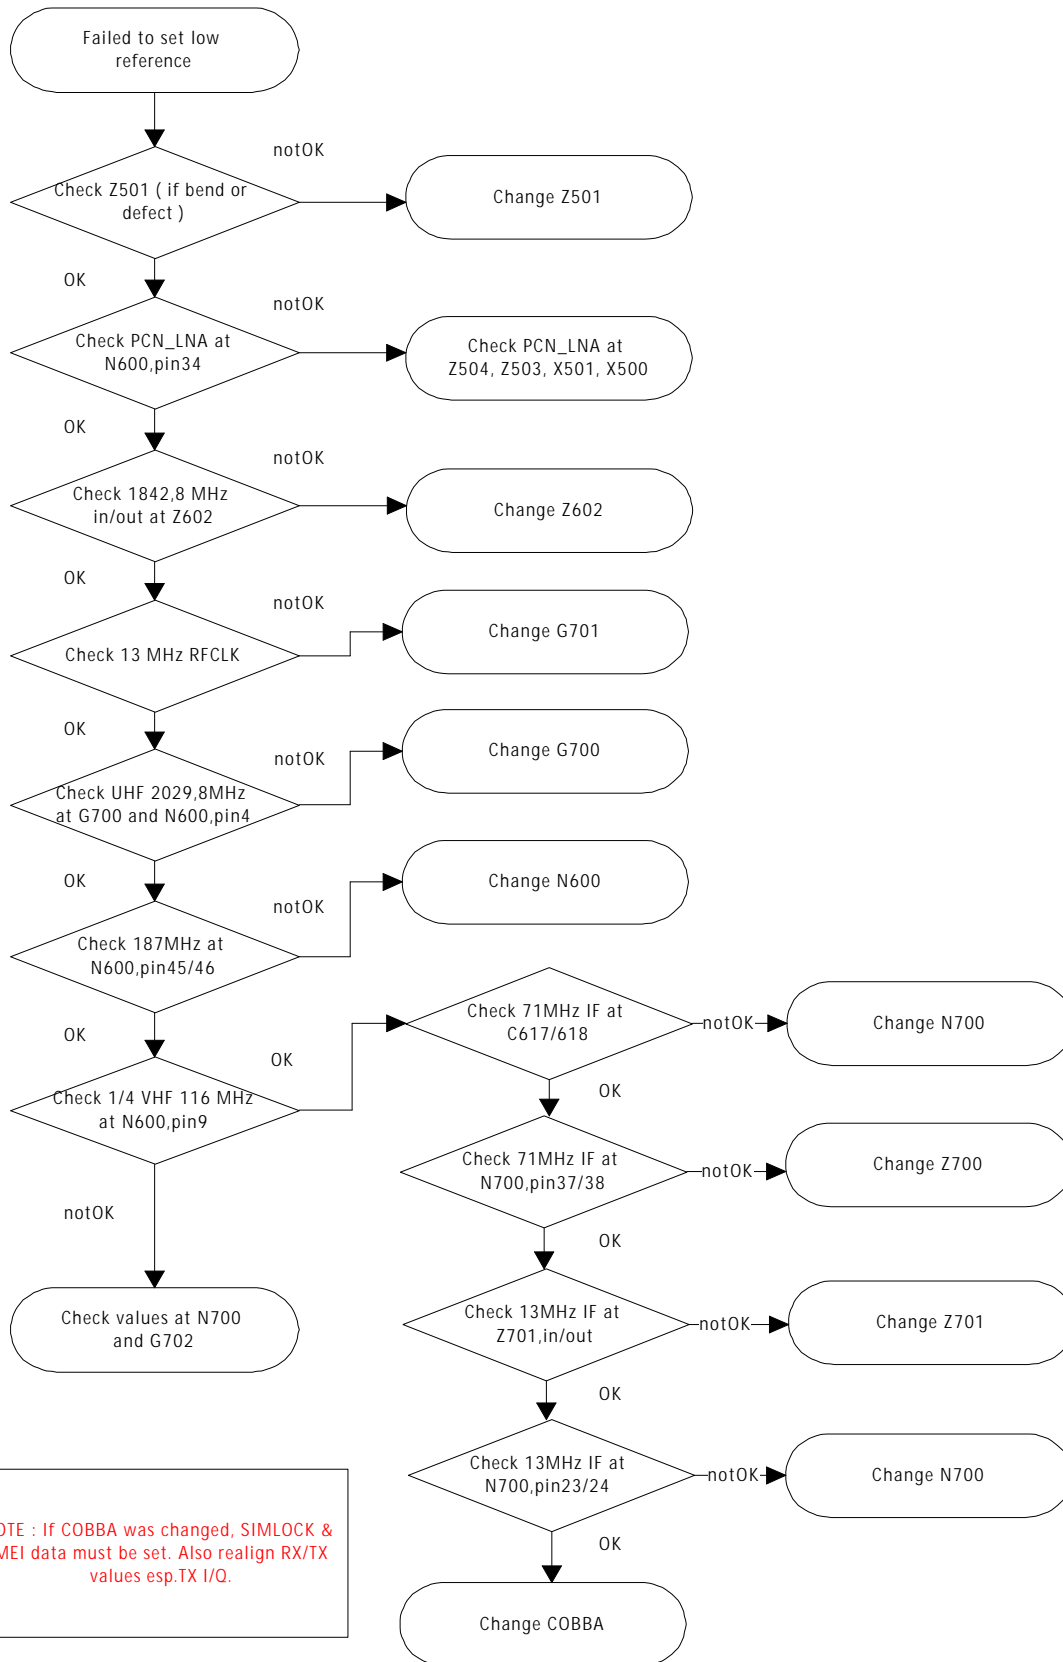 Failed to set low
reference
notOK
Check Z501 ( if bend or
defect )
Change Z501
OK
notOK
Check PCN_LNA at
N600,pin34
Check PCN_LNA at
Z504, Z503, X501, X500
OK
notOK
Check 1842,8 MHz
in/out at Z602
Change Z602
OK
notOK
Check 13 MHz RFCLK
Change G701
OK
notOK
Check UHF 2029,8MHz
at G700 and N600,pin4
Change G700
OK
notOK
Check 187MHz at
N600,pin45/46
Change N600
OK
OK
Check 1/4 VHF 116 MHz
at N600,pin9
notOK
Check values at N700
and G702
Check 71MHz IF at
C617/618
notOK
Change N700
OK
Check 71MHz IF at
N700,pin37/38
notOK
Change Z700
OK
Check 13MHz IF at
Z701,in/out
notOK
Change Z701
OK
Check 13MHz IF at
N700,pin23/24
notOK
Change N700
OK
Change COBBA
OTE : If COBBA was changed, SIMLOCK &
MEI data must be set. Also realign RX/TX
values esp.TX I/Q.